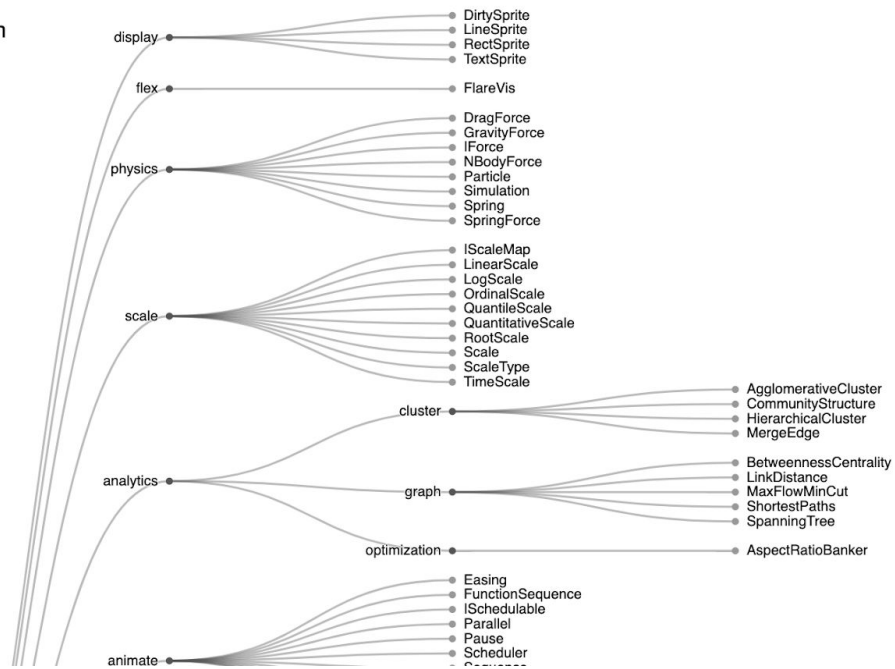 display
DirtySprite
LineSprite
RectSprite
TextSprite
flex
FlareVis
physics
DragForce
GravityForce
IForce
NBodyForce
Particle
Simulation
Spring
SpringForce
scale
IScaleMap
LinearScale
LogScale
OrdinalScale
QuantileScale
QuantitativeScale
RootScale
Scale
ScaleType
TimeScale
analytics
cluster
AgglomerativeCluster
CommunityStructure
HierarchicalCluster
MergeEdge
graph
BetweennessCentrality
LinkDistance
MaxFlowMinCut
ShortestPaths
SpanningTree
optimization
AspectRatioBanker
animate
Easing
FunctionSequence
ISchedulable
Parallel
Pause
Scheduler